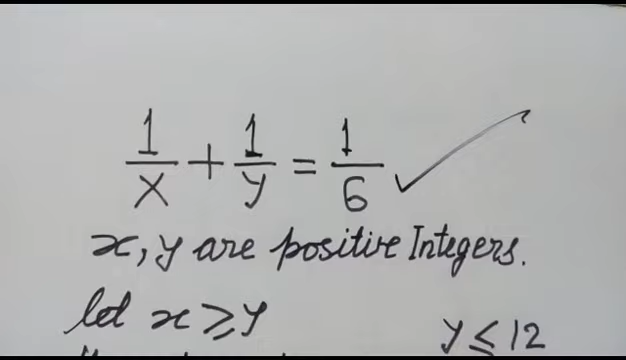 1/X + 1/y = 1/6 ✓
x, y are positive Integers.
let x ≥ y
y ≤ 12